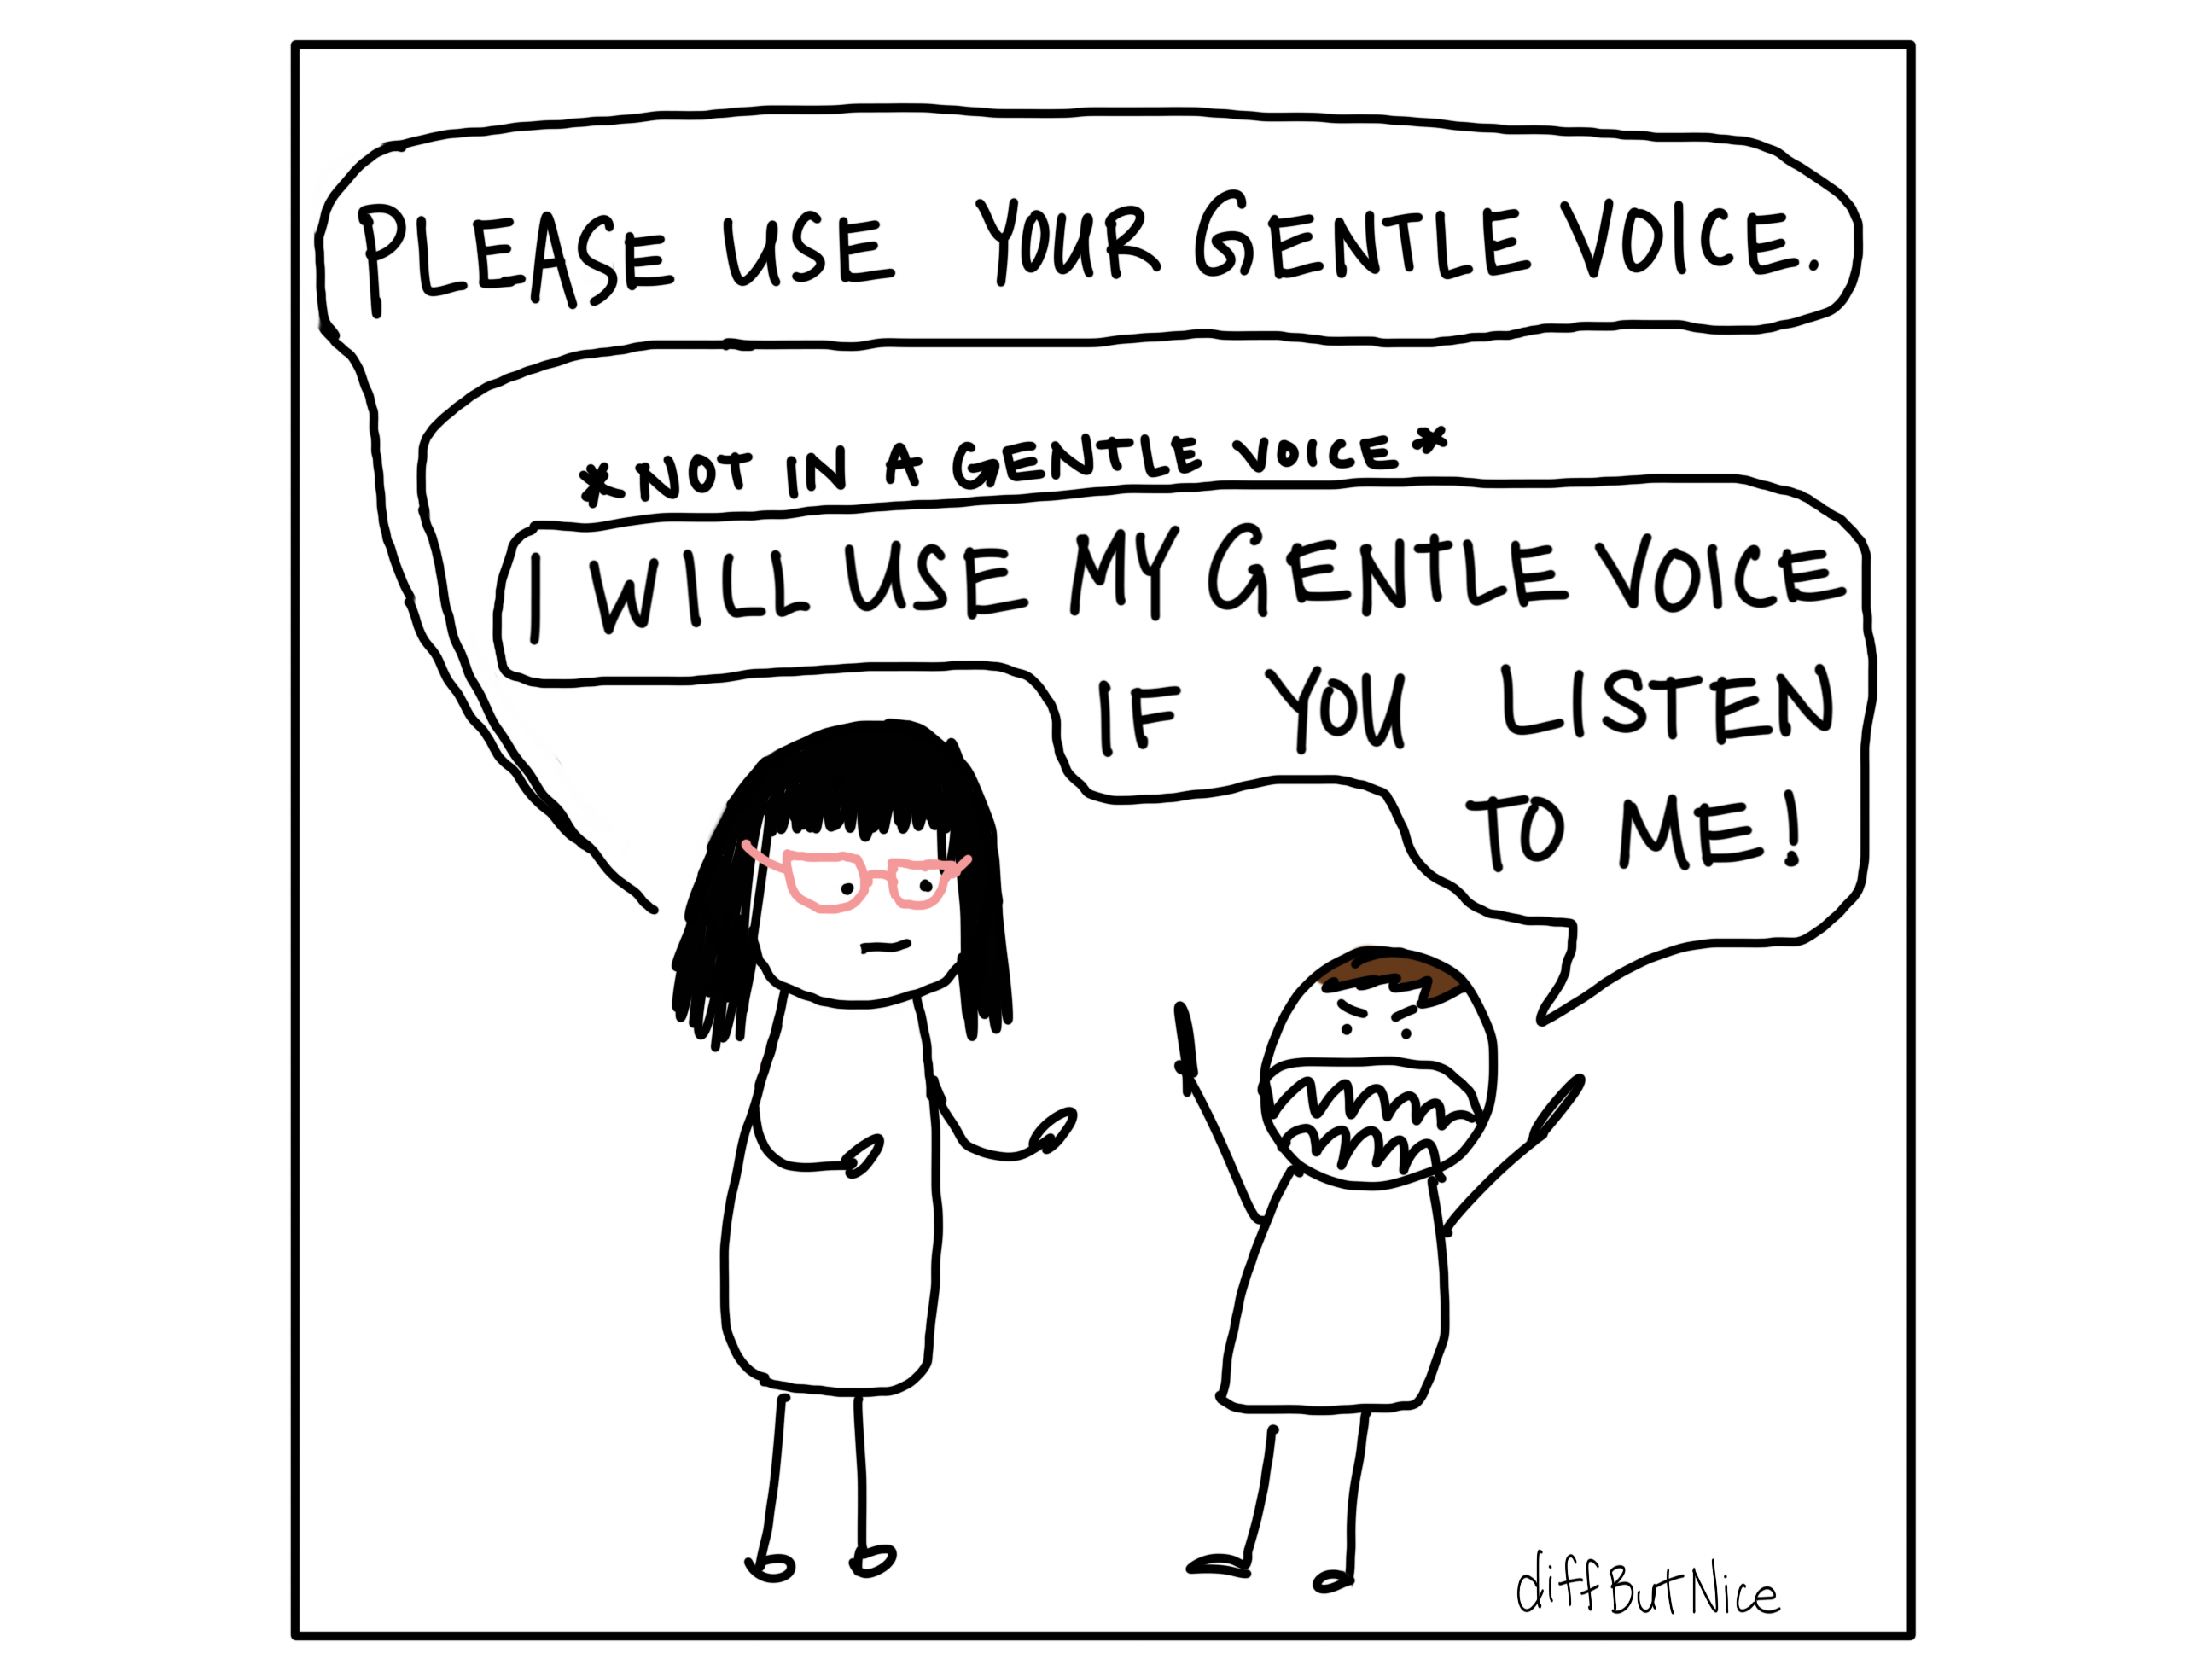 PLEASE USE YOUR GENTLE VOICE.
*NOT IN A GENTLE VOICE*
I WILL USE MY GENTLE VOICE
IF YOU LISTEN
TO ME!
diffButNice